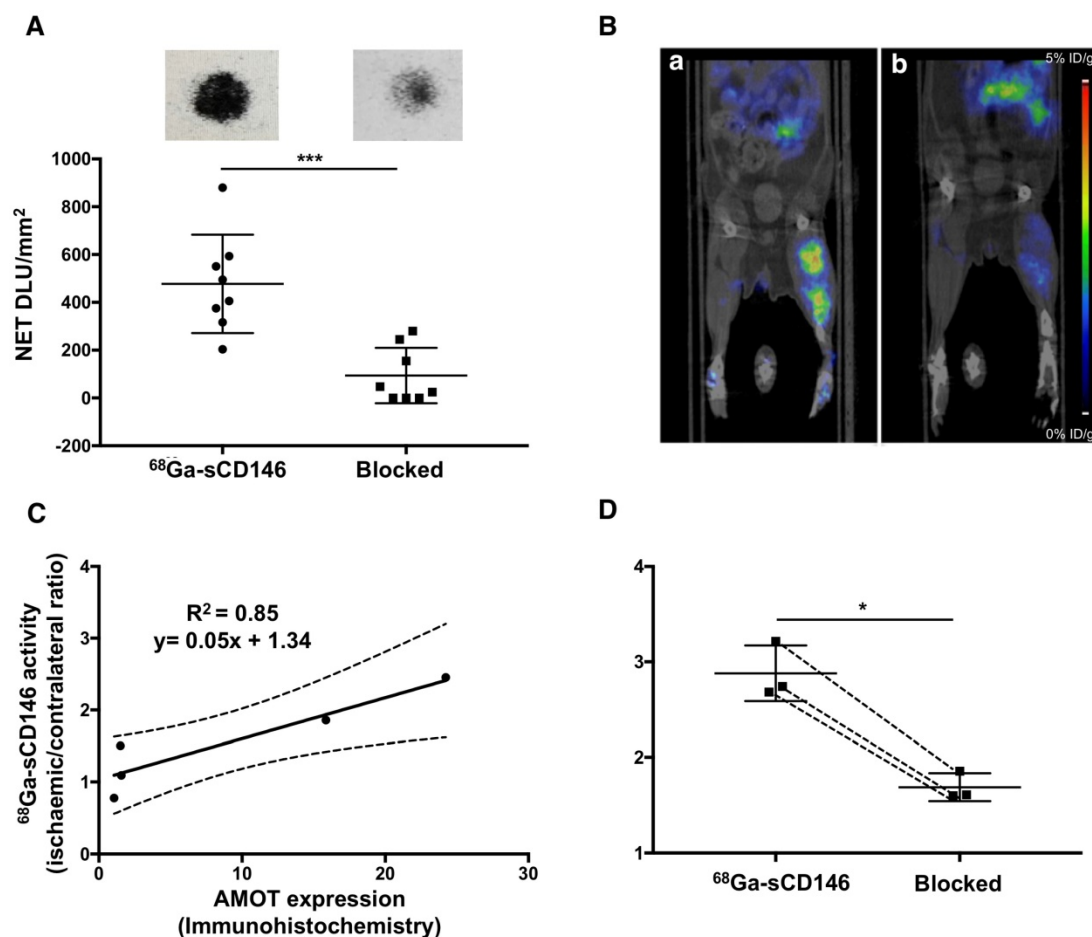 A
B
***
1000
800
600
400
200
0
-200
NET DLU/mm²
⁶⁸Ga-sCD146
Blocked
a
b
5% ID/g
0% ID/g
C
D
4
3
2
1
0
⁶⁸Ga-sCD146 activity
(ischaemic/contralateral ratio)
R² = 0.85
y= 0.05x + 1.34
0
10
20
30
AMOT expression
(Immunohistochemistry)
4
3
2
1
*
⁶⁸Ga-sCD146
Blocked